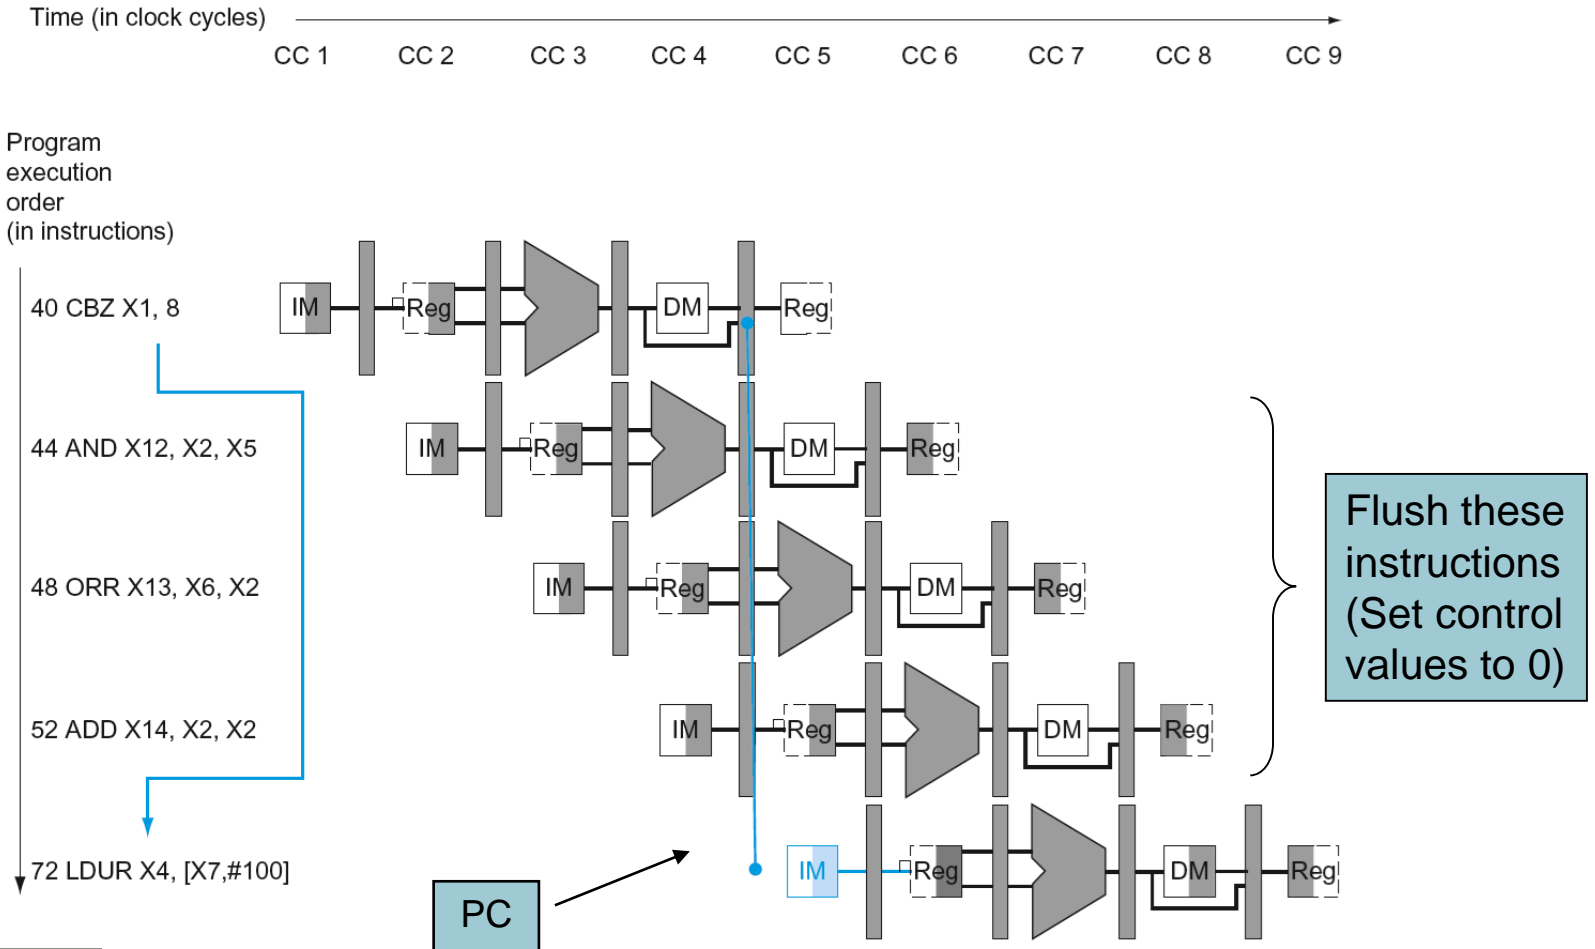 Time (in clock cycles)
CC 1 CC 2 CC 3 CC 4 CC 5 CC 6 CC 7 CC 8 CC 9
Program
execution
order
(in instructions)
40 CBZ X1, 8
IM Reg DM Reg
44 AND X12, X2, X5
IM Reg DM Reg
48 ORR X13, X6, X2
IM Reg DM Reg
Flush these
instructions
(Set control
values to 0)
52 ADD X14, X2, X2
IM Reg DM Reg
72 LDUR X4, [X7,#100]
IM Reg DM Reg
PC